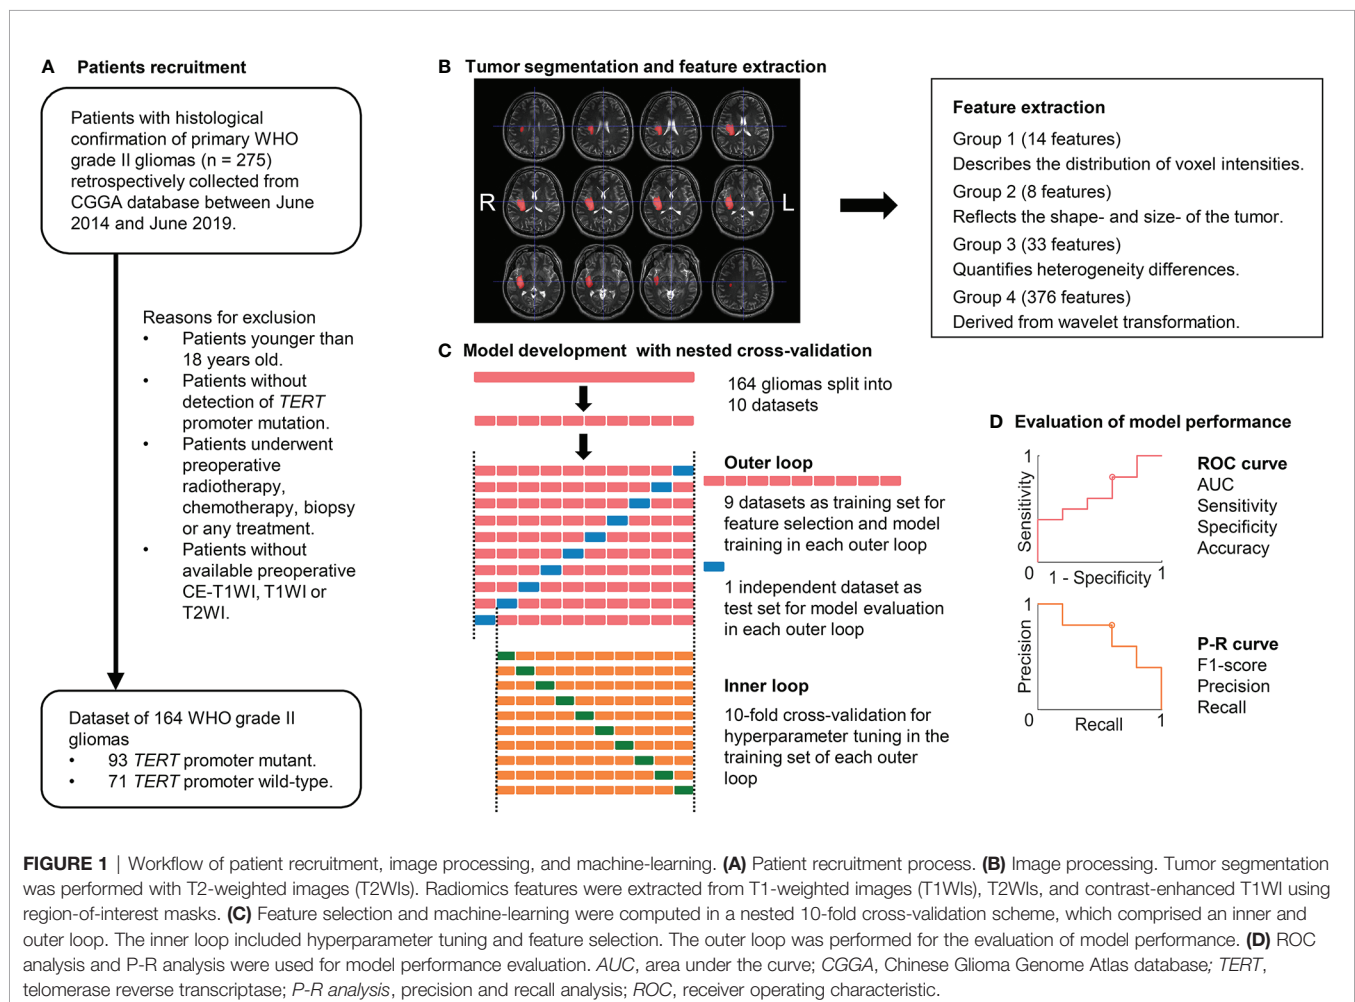 A Patients recruitment
Patients with histological
confirmation of primary WHO
grade II gliomas (n = 275)
retrospectively collected from
CGGA database between June
2014 and June 2019.
Reasons for exclusion
• Patients younger than
18 years old.
• Patients without
detection of TERT
promoter mutation.
• Patients underwent
preoperative
radiotherapy,
chemotherapy, biopsy
or any treatment.
• Patients without
available preoperative
CE-T1WI, T1WI or
T2WI.
Dataset of 164 WHO grade II
gliomas
• 93 TERT promoter mutant.
• 71 TERT promoter wild-type.
B Tumor segmentation and feature extraction
R
L
Feature extraction
Group 1 (14 features)
Describes the distribution of voxel intensities.
Group 2 (8 features)
Reflects the shape- and size- of the tumor.
Group 3 (33 features)
Quantifies heterogeneity differences.
Group 4 (376 features)
Derived from wavelet transformation.
C Model development with nested cross-validation
164 gliomas split into
10 datasets
Outer loop
9 datasets as training set for
feature selection and model
training in each outer loop
1 independent dataset as
test set for model evaluation
in each outer loop
Inner loop
10-fold cross-validation for
hyperparameter tuning in the
training set of each outer
loop
D Evaluation of model performance
1
Sensitivity
0
1 - Specificity
1
ROC curve
AUC
Sensitivity
Specificity
Accuracy
1
Precision
0
Recall
1
P-R curve
F1-score
Precision
Recall
FIGURE 1 | Workflow of patient recruitment, image processing, and machine-learning. (A) Patient recruitment process. (B) Image processing. Tumor segmentation
was performed with T2-weighted images (T2WIs). Radiomics features were extracted from T1-weighted images (T1WIs), T2WIs, and contrast-enhanced T1WI using
region-of-interest masks. (C) Feature selection and machine-learning were computed in a nested 10-fold cross-validation scheme, which comprised an inner and
outer loop. The inner loop included hyperparameter tuning and feature selection. The outer loop was performed for the evaluation of model performance. (D) ROC
analysis and P-R analysis were used for model performance evaluation. AUC, area under the curve; CGGA, Chinese Glioma Genome Atlas database; TERT,
telomerase reverse transcriptase; P-R analysis, precision and recall analysis; ROC, receiver operating characteristic.